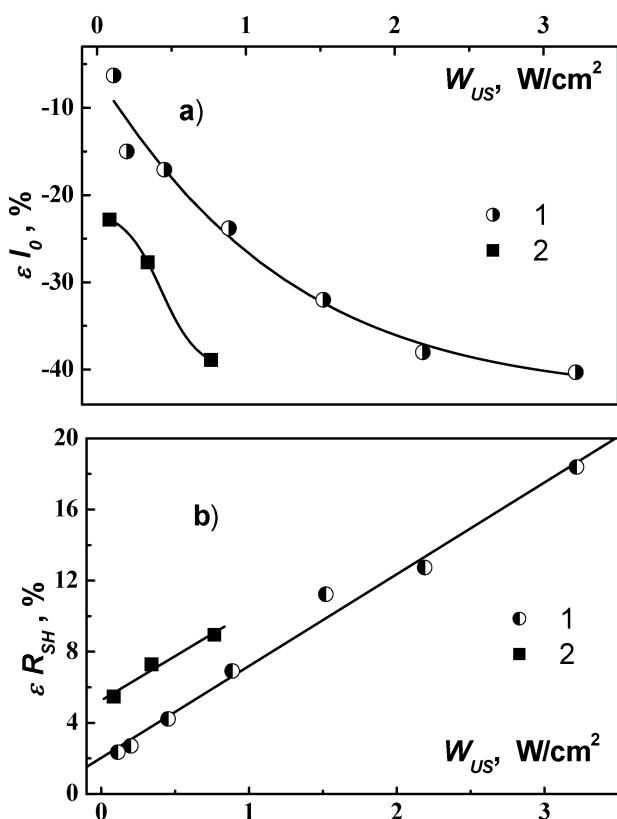 0 1 2 3
W_US, W/cm²
a)
-10
-20
-30
-40
ε I_0, %
1
2
20
16
12
8
4
0
b)
ε R_SH, %
1
2
W_US, W/cm²
0 1 2 3